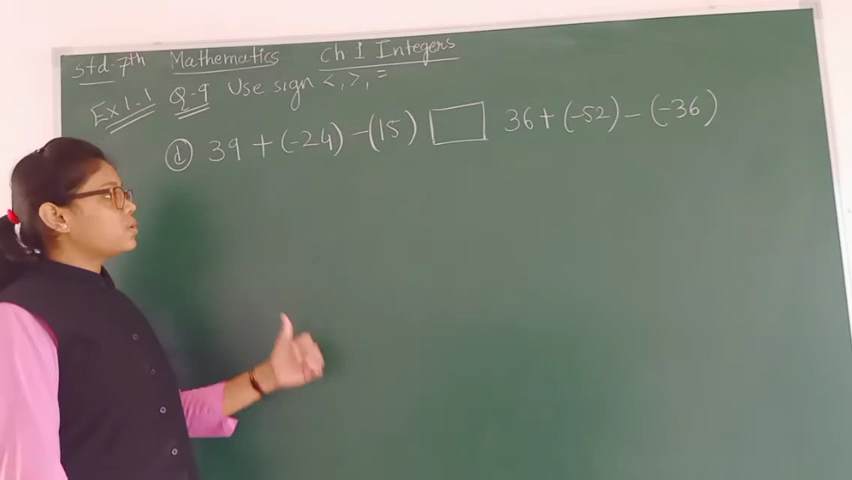 Std-7th Mathematics Ch 1 Integers
Ex 1.1 Q-9 Use sign <,>,=
(d) 39 + (-24) - (15) □ 36 + (-52) - (-36)